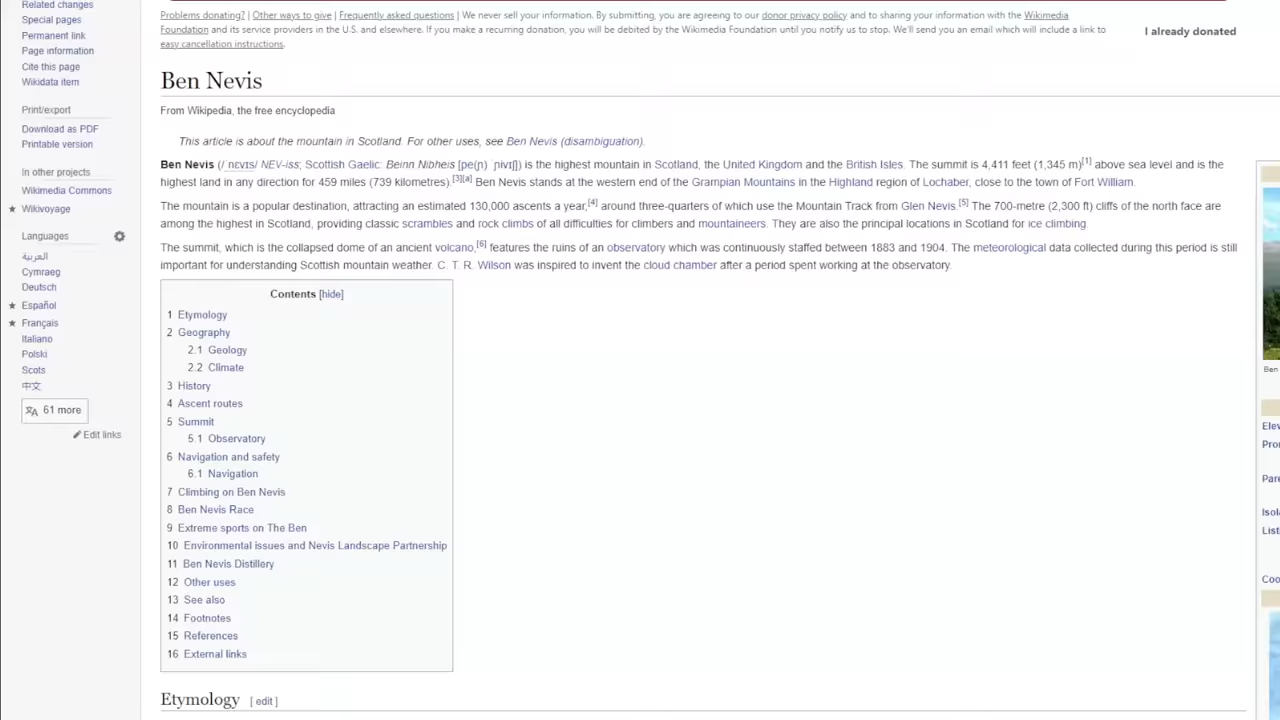 Related changes
Special pages
Permanent link
Page information
Cite this page
Wikidata item
Print/export
Download as PDF
Printable version
In other projects
Wikimedia Commons
Wikivoyage
Languages
العربية
Cymraeg
Deutsch
Español
Français
Italiano
Polski
Scots
中文
61 more
Edit links
Problems donating? | Other ways to give | Frequently asked questions | We never sell your information. By submitting, you are agreeing to our donor privacy policy and to sharing your information with the Wikimedia
Foundation and its service providers in the U.S. and elsewhere. If you make a recurring donation, you will be debited by the Wikimedia Foundation until you notify us to stop. We'll send you an email which will include a link to
easy cancellation instructions.
I already donated
Ben Nevis
From Wikipedia, the free encyclopedia
This article is about the mountain in Scotland. For other uses, see Ben Nevis (disambiguation).
Ben Nevis (/ˈnɛvɪs/ NEV-iss; Scottish Gaelic: Beinn Nibheis [pe(ɲ) ˈɲivɪʃ]) is the highest mountain in Scotland, the United Kingdom and the British Isles. The summit is 4,411 feet (1,345 m)[1] above sea level and is the
highest land in any direction for 459 miles (739 kilometres).[3][a] Ben Nevis stands at the western end of the Grampian Mountains in the Highland region of Lochaber, close to the town of Fort William.
The mountain is a popular destination, attracting an estimated 130,000 ascents a year,[4] around three-quarters of which use the Mountain Track from Glen Nevis.[5] The 700-metre (2,300 ft) cliffs of the north face are
among the highest in Scotland, providing classic scrambles and rock climbs of all difficulties for climbers and mountaineers. They are also the principal locations in Scotland for ice climbing.
The summit, which is the collapsed dome of an ancient volcano,[6] features the ruins of an observatory which was continuously staffed between 1883 and 1904. The meteorological data collected during this period is still
important for understanding Scottish mountain weather. C. T. R. Wilson was inspired to invent the cloud chamber after a period spent working at the observatory.
Contents [hide]
1 Etymology
2 Geography
2.1 Geology
2.2 Climate
3 History
4 Ascent routes
5 Summit
5.1 Observatory
6 Navigation and safety
6.1 Navigation
7 Climbing on Ben Nevis
8 Ben Nevis Race
9 Extreme sports on The Ben
10 Environmental issues and Nevis Landscape Partnership
11 Ben Nevis Distillery
12 Other uses
13 See also
14 Footnotes
15 References
16 External links
Etymology [ edit ]
Ben
Elev
Pro
Pare
Isol
List
Coo